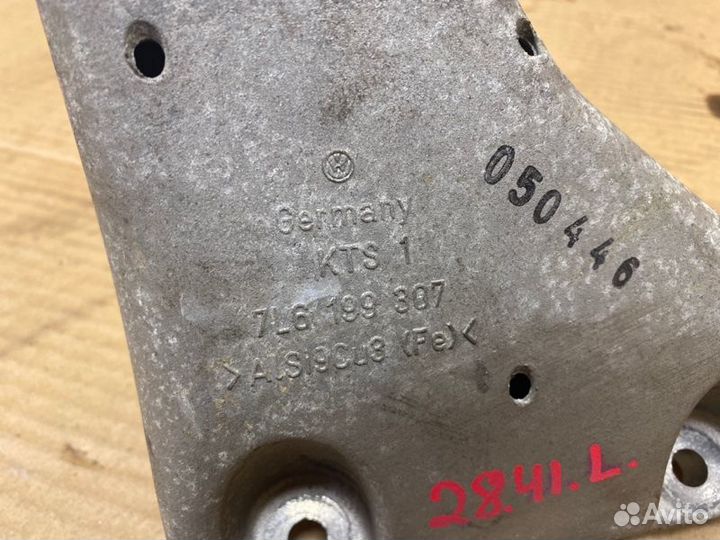 Germany
KTS 1
7L6 199 307
>AlSi9Cu3 (Fe)<
050446
2841.L.
Avito